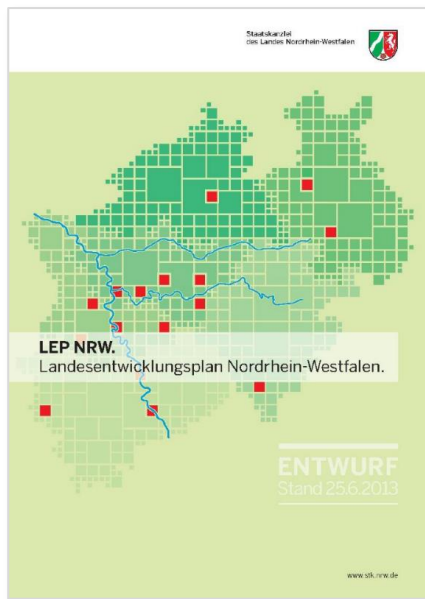 Staatskanzlei
des Landes Nordrhein-Westfalen
LEP NRW.
Landesentwicklungsplan Nordrhein-Westfalen.
ENTWURF
Stand 25.6.2013
www.stk.nrw.de